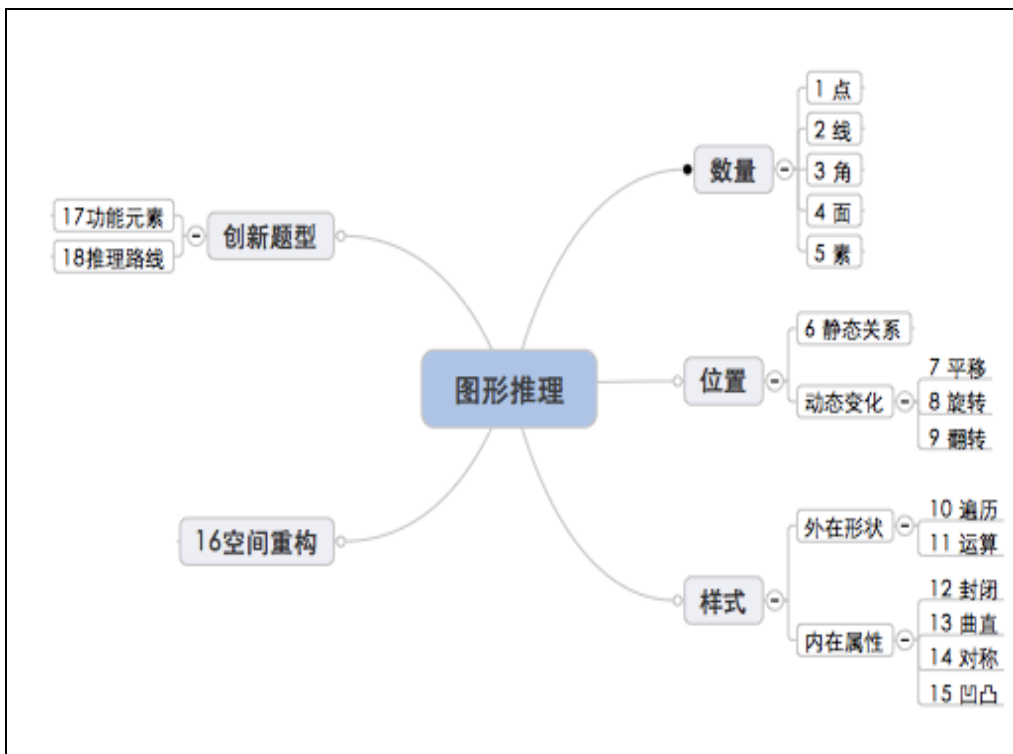 图形推理
数量
1 点
2 线
3 角
4 面
5 素
位置
6 静态关系
动态变化
7 平移
8 旋转
9 翻转
样式
外在形状
10 遍历
11 运算
内在属性
12 封闭
13 曲直
14 对称
15 凹凸
16空间重构
创新题型
17功能元素
18推理路线